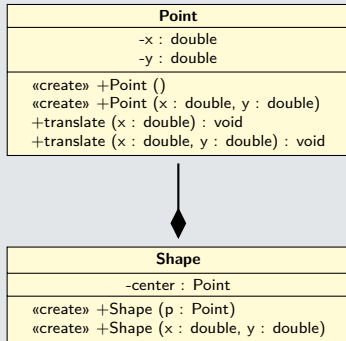 Point
-x : double
-y : double
«create» +Point ()
«create» +Point (x : double, y : double)
+translate (x : double) : void
+translate (x : double, y : double) : void
Shape
-center : Point
«create» +Shape (p : Point)
«create» +Shape (x : double, y : double)